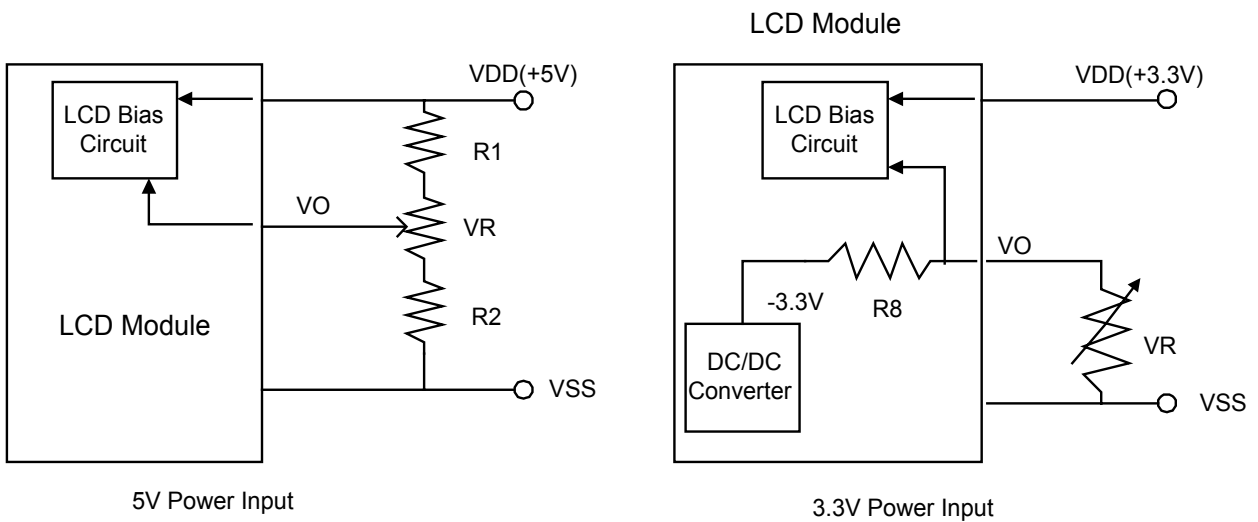 VDD(+5V)
LCD Bias
Circuit
R1
VO
VR
LCD Module
R2
VSS
5V Power Input
LCD Module
VDD(+3.3V)
LCD Bias
Circuit
VO
-3.3V
R8
VR
DC/DC
Converter
VSS
3.3V Power Input